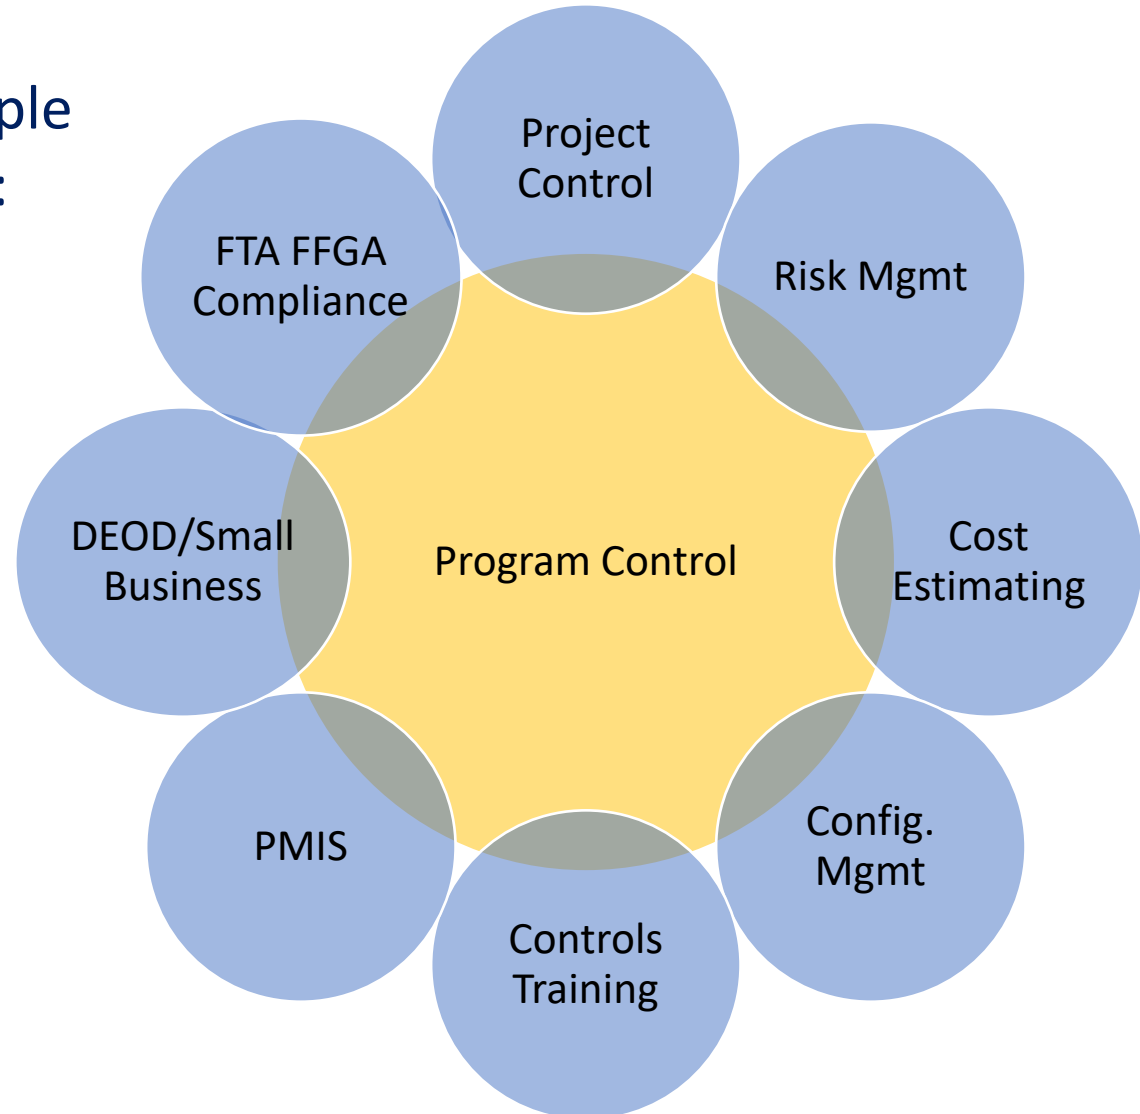 Project
Control
FTA FFGA
Compliance
Risk Mgmt
DEOD/Small
Business
Program Control
Cost
Estimating
PMIS
Config.
Mgmt
Controls
Training